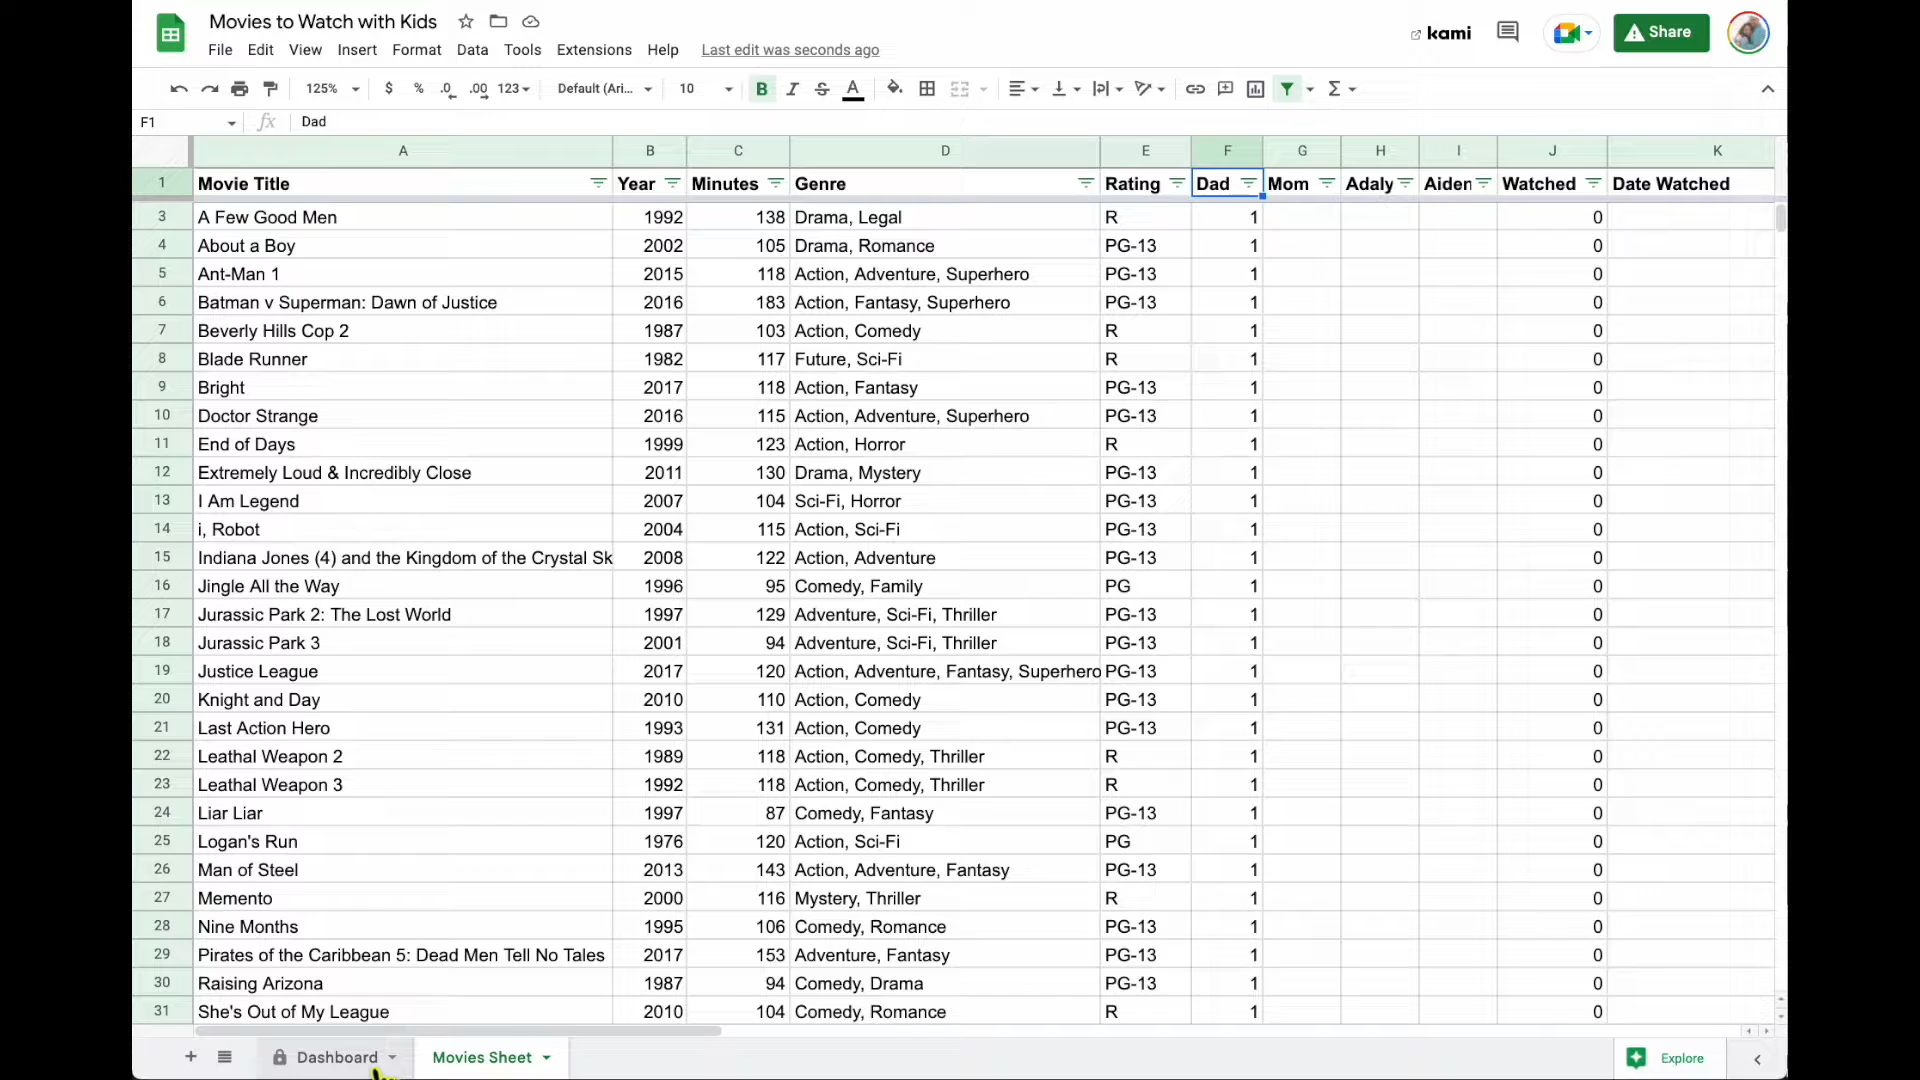 Movies to Watch with Kids
kami
Share
File Edit View Insert Format Data Tools Extensions Help Last edit was seconds ago
125% $ % .0 .00 123 Default (Ari... 10 B I S A Σ
F1 fx Dad
A B C D E F G H I J K
1 Movie Title Year Minutes Genre Rating Dad Mom Adaly Aiden Watched Date Watched
3 A Few Good Men 1992 138 Drama, Legal R 1 0
4 About a Boy 2002 105 Drama, Romance PG-13 1 0
5 Ant-Man 1 2015 118 Action, Adventure, Superhero PG-13 1 0
6 Batman v Superman: Dawn of Justice 2016 183 Action, Fantasy, Superhero PG-13 1 0
7 Beverly Hills Cop 2 1987 103 Action, Comedy R 1 0
8 Blade Runner 1982 117 Future, Sci-Fi R 1 0
9 Bright 2017 118 Action, Fantasy PG-13 1 0
10 Doctor Strange 2016 115 Action, Adventure, Superhero PG-13 1 0
11 End of Days 1999 123 Action, Horror R 1 0
12 Extremely Loud & Incredibly Close 2011 130 Drama, Mystery PG-13 1 0
13 I Am Legend 2007 104 Sci-Fi, Horror PG-13 1 0
14 i, Robot 2004 115 Action, Sci-Fi PG-13 1 0
15 Indiana Jones (4) and the Kingdom of the Crystal Sk 2008 122 Action, Adventure PG-13 1 0
16 Jingle All the Way 1996 95 Comedy, Family PG 1 0
17 Jurassic Park 2: The Lost World 1997 129 Adventure, Sci-Fi, Thriller PG-13 1 0
18 Jurassic Park 3 2001 94 Adventure, Sci-Fi, Thriller PG-13 1 0
19 Justice League 2017 120 Action, Adventure, Fantasy, Superhero PG-13 1 0
20 Knight and Day 2010 110 Action, Comedy PG-13 1 0
21 Last Action Hero 1993 131 Action, Comedy PG-13 1 0
22 Leathal Weapon 2 1989 118 Action, Comedy, Thriller R 1 0
23 Leathal Weapon 3 1992 118 Action, Comedy, Thriller R 1 0
24 Liar Liar 1997 87 Comedy, Fantasy PG-13 1 0
25 Logan's Run 1976 120 Action, Sci-Fi PG 1 0
26 Man of Steel 2013 143 Action, Adventure, Fantasy PG-13 1 0
27 Memento 2000 116 Mystery, Thriller R 1 0
28 Nine Months 1995 106 Comedy, Romance PG-13 1 0
29 Pirates of the Caribbean 5: Dead Men Tell No Tales 2017 153 Adventure, Fantasy PG-13 1 0
30 Raising Arizona 1987 94 Comedy, Drama PG-13 1 0
31 She's Out of My League 2010 104 Comedy, Romance R 1 0
Dashboard Movies Sheet Explore